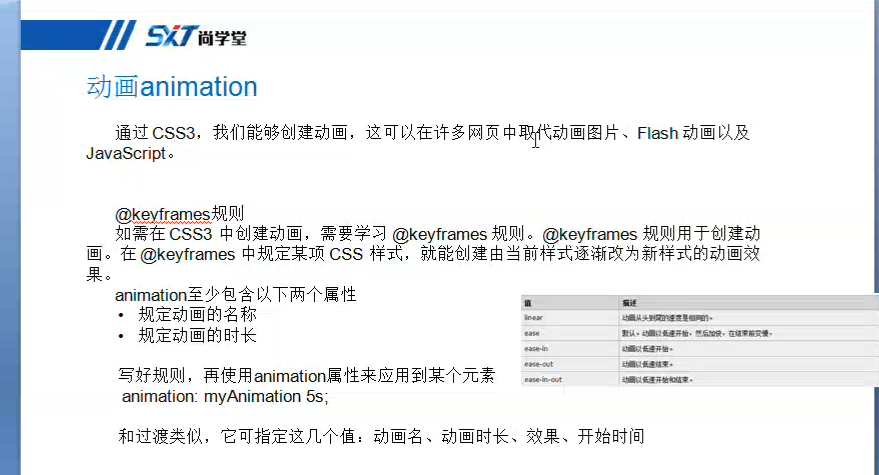 SXT 尚学堂
动画animation
通过 CSS3，我们能够创建动画，这可以在许多网页中取代动画图片、Flash 动画以及
JavaScript。
@keyframes规则
如需在 CSS3 中创建动画，需要学习 @keyframes 规则。@keyframes 规则用于创建动
画。在 @keyframes 中规定某项 CSS 样式，就能创建由当前样式逐渐改为新样式的动画效
果。
animation至少包含以下两个属性
• 规定动画的名称
• 规定动画的时长
值 描述
linear 动画从头到尾的速度是相同的。
ease 默认。动画以低速开始，然后加快，在结束前变慢。
ease-in 动画以低速开始。
ease-out 动画以低速结束。
ease-in-out 动画以低速开始和结束。
写好规则，再使用animation属性来应用到某个元素
animation: myAnimation 5s;
和过渡类似，它可指定这几个值：动画名、动画时长、效果、开始时间